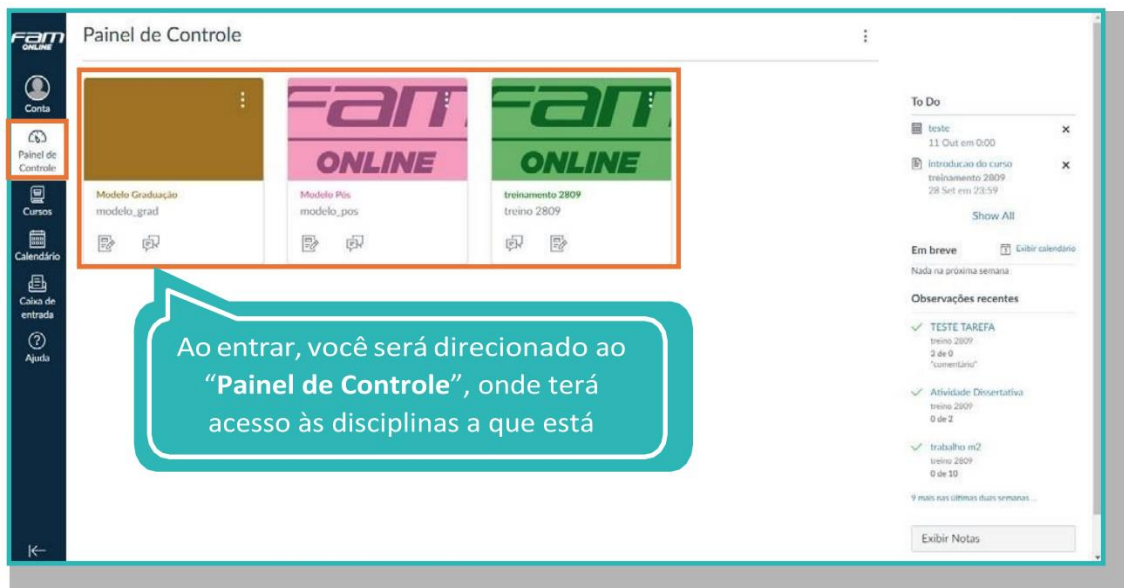 Fam
ONLINE
Conta
Painel de
Controle
Cursos
Calendário
Caixa de
entrada
Ajuda
Painel de Controle
Modelo Graduação
modelo_grad
Fam
ONLINE
Modelo Pós
modelo_pos
Fam
ONLINE
treinamento 2809
treino 2809
Ao entrar, você será direcionado ao
“Painel de Controle”, onde terá
acesso às disciplinas a que está
To Do
teste
11 Out em 0:00
introducao do curso
treinamento 2809
28 Set em 23:59
Show All
Em breve
Exibir calendário
Nada na próxima semana
Observações recentes
TESTE TAREFA
treino 2809
2 de 0
"comentário"
Atividade Dissertativa
treino 2809
0 de 2
trabalho m2
treino 2809
0 de 10
9 mais nas últimas duas semanas ...
Exibir Notas